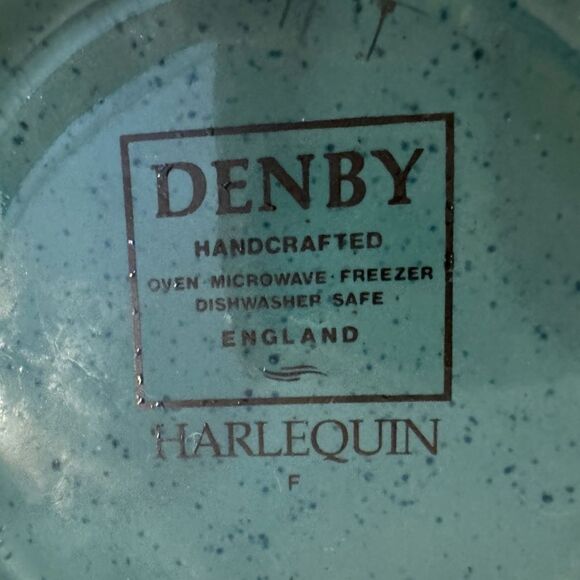 DENBY
HANDCRAFTED
OVEN · MICROWAVE · FREEZER
DISHWASHER SAFE
ENGLAND
HARLEQUIN
F